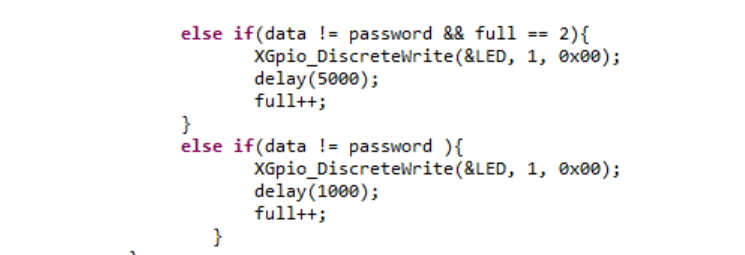 else if(data != password && full == 2){
XGpio_DiscreteWrite(&LED, 1, 0x00);
delay(5000);
full++;
}
else if(data != password ){
XGpio_DiscreteWrite(&LED, 1, 0x00);
delay(1000);
full++;
}